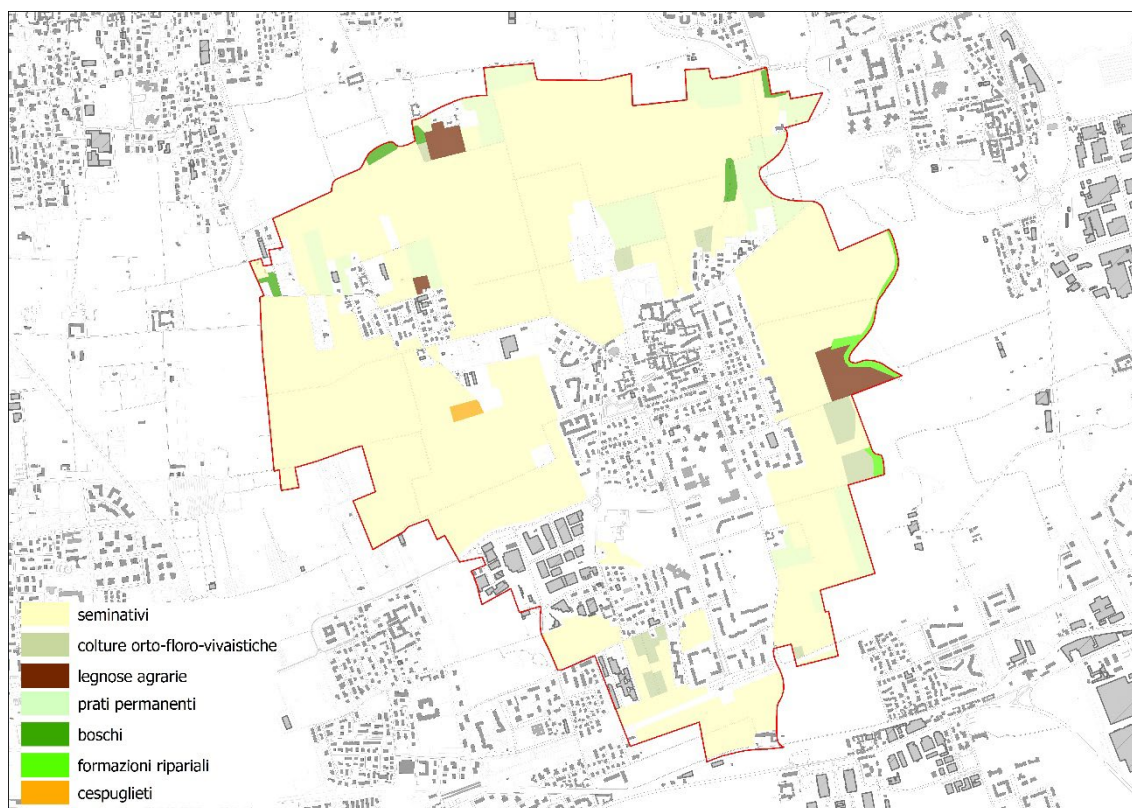 seminativi
colture orto-floro-vivaistiche
legnose agrarie
prati permanenti
boschi
formazioni ripariali
cespuglieti